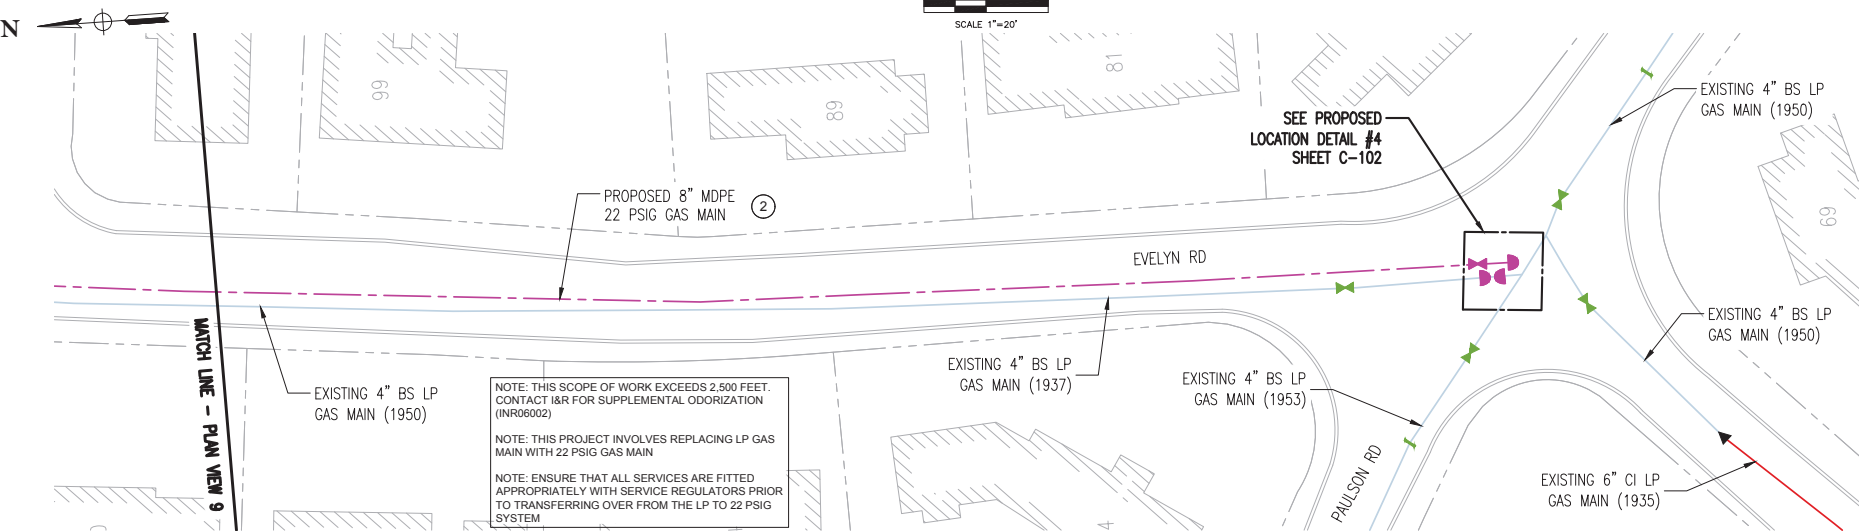 N
SCALE 1"=20'
99
89
81
69
SEE PROPOSED
LOCATION DETAIL #4
SHEET C-102
EXISTING 4" BS LP
GAS MAIN (1950)
PROPOSED 8" MDPE
22 PSIG GAS MAIN
2
EVELYN RD
MATCH LINE - PLAN VIEW 9
EXISTING 4" BS LP
GAS MAIN (1950)
NOTE: THIS SCOPE OF WORK EXCEEDS 2,500 FEET.
CONTACT I&R FOR SUPPLEMENTAL ODORIZATION
(INR06002)
NOTE: THIS PROJECT INVOLVES REPLACING LP GAS
MAIN WITH 22 PSIG GAS MAIN
NOTE: ENSURE THAT ALL SERVICES ARE FITTED
APPROPRIATELY WITH SERVICE REGULATORS PRIOR
TO TRANSFERRING OVER FROM THE LP TO 22 PSIG
SYSTEM
EXISTING 4" BS LP
GAS MAIN (1937)
EXISTING 4" BS LP
GAS MAIN (1953)
EXISTING 4" BS LP
GAS MAIN (1950)
PAULSON RD
EXISTING 6" CI LP
GAS MAIN (1935)